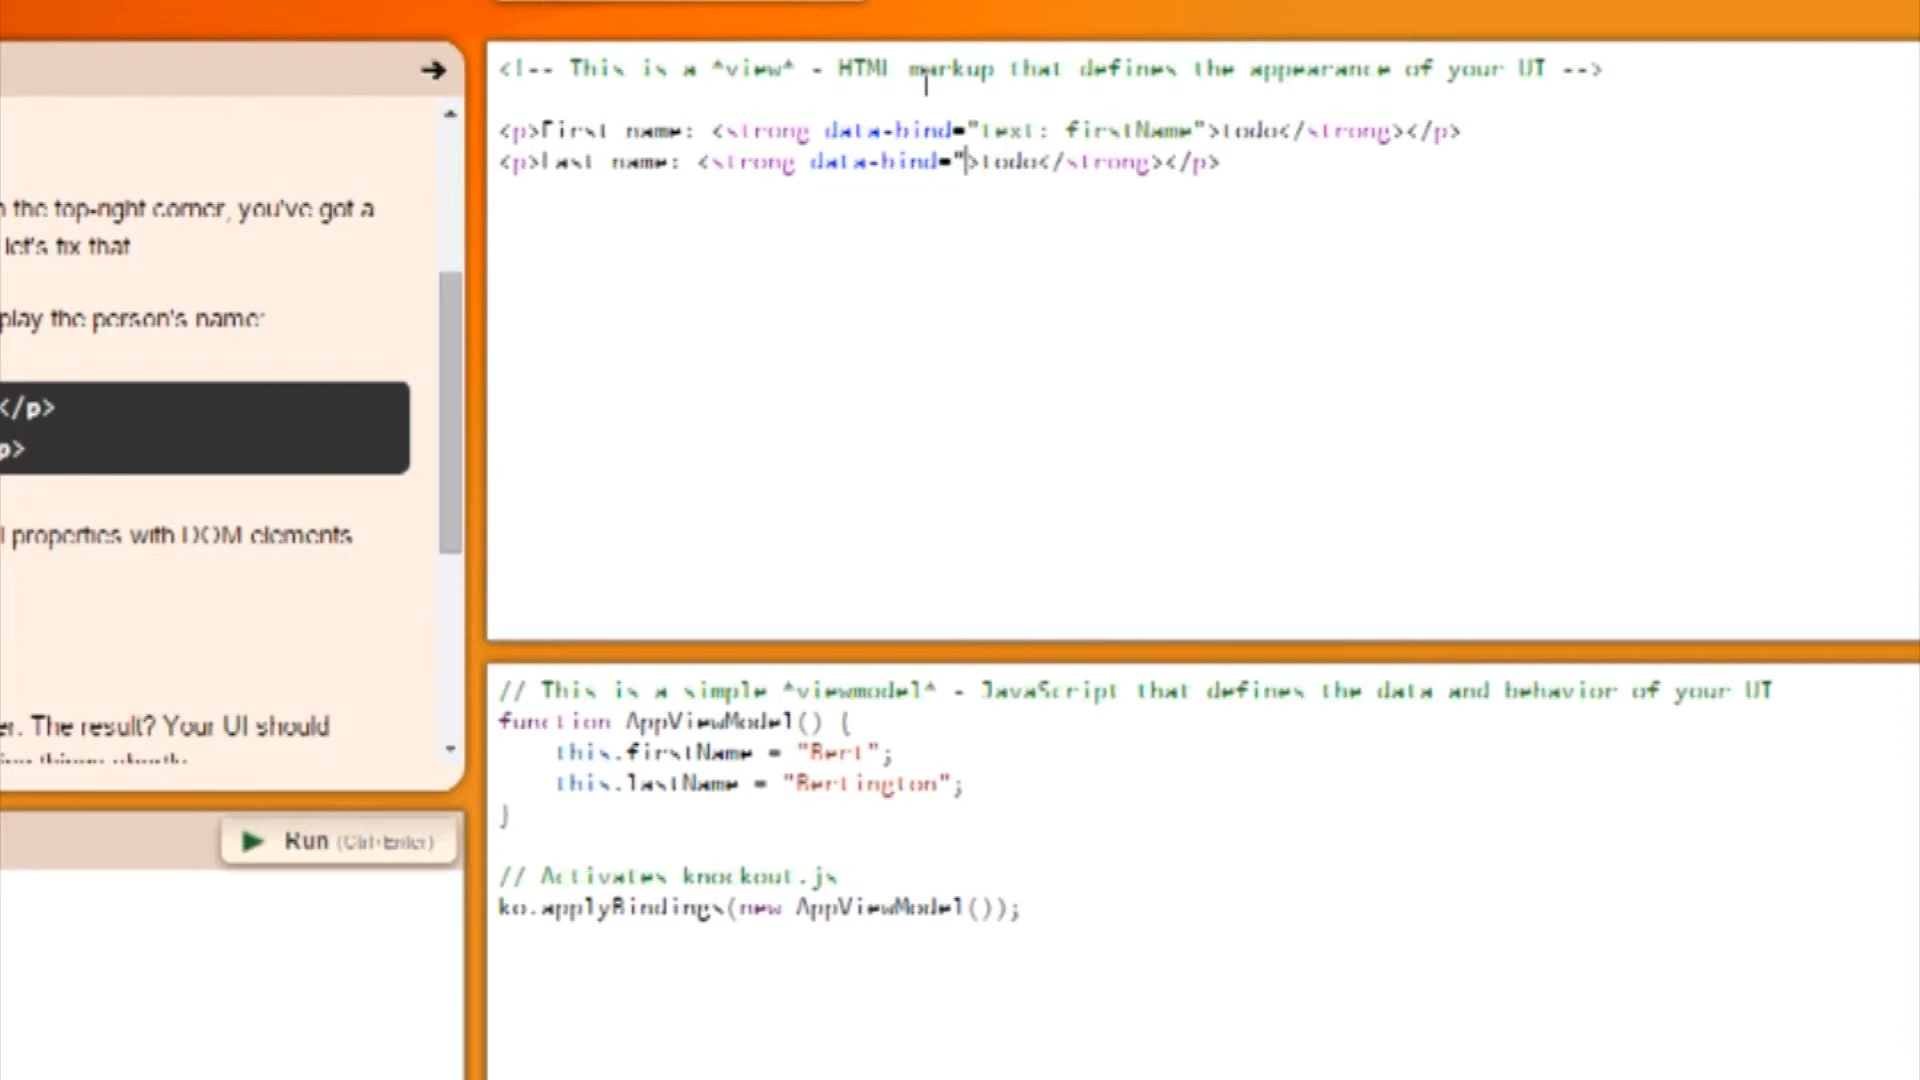 the top-right corner, you've got a
let's fix that
play the person's name:
</p>
p>
properties with DOM elements
er. The result? Your UI should
Run (Ctrl+Enter)
<!-- This is a *view* - HTML markup that defines the appearance of your UI -->
<p>First name: <strong data-bind="text: firstName">todo</strong></p>
<p>Last name: <strong data-bind=">todo</strong></p>
// This is a simple *viewmodel* - JavaScript that defines the data and behavior of your UI
function AppViewModel() {
    this.firstName = "Bert";
    this.lastName = "Bertington";
}
// Activates knockout.js
ko.applyBindings(new AppViewModel());